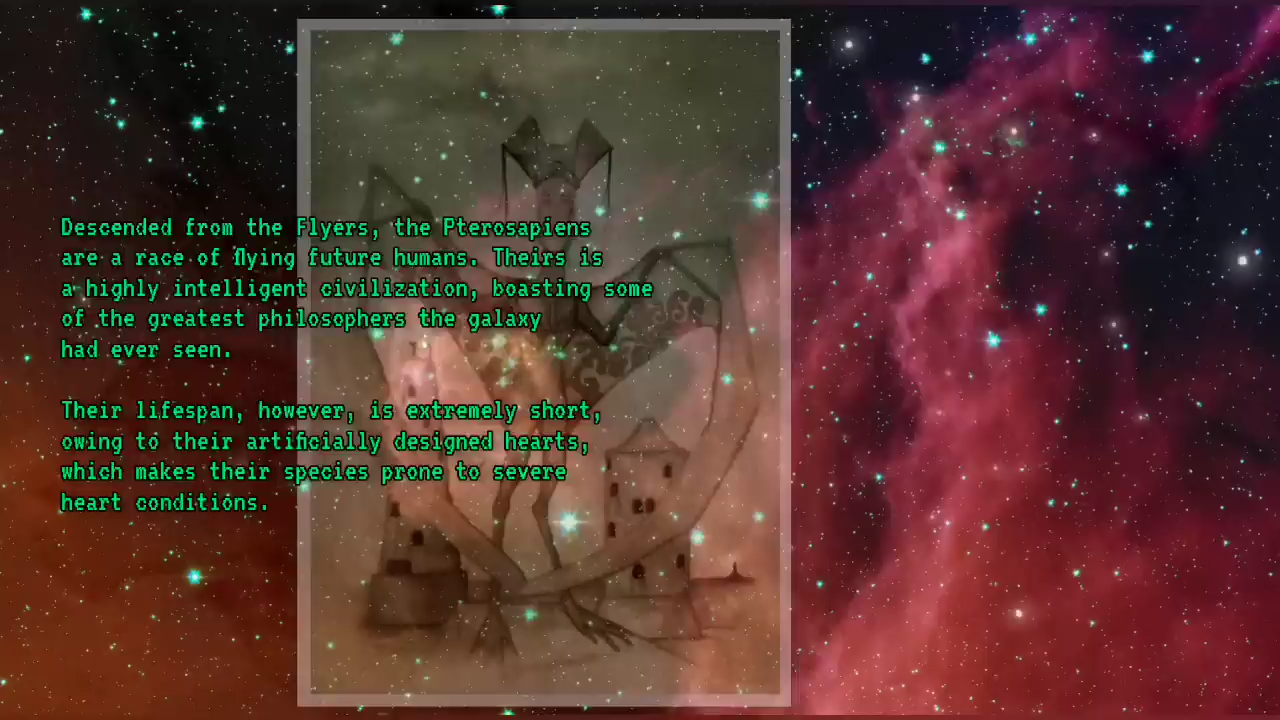 Descended from the Flyers, the Pterosapiens
are a race of flying future humans. Theirs is
a highly intelligent civilization, boasting some
of the greatest philosophers the galaxy
had ever seen.
Their lifespan, however, is extremely short,
owing to their artificially designed hearts,
which makes their species prone to severe
heart conditions.